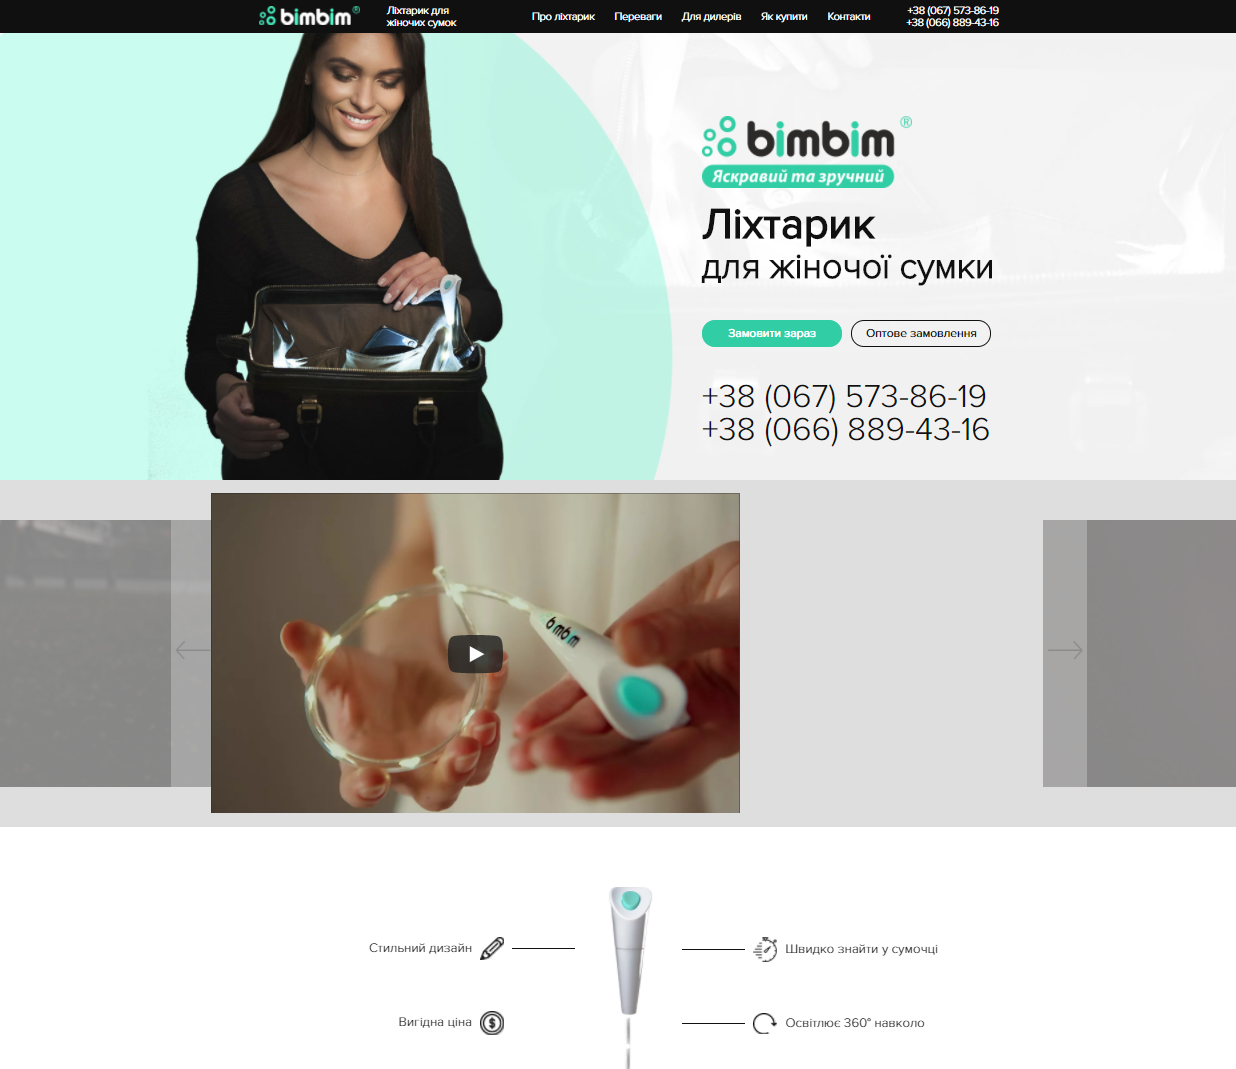 bimbim®
Ліхтарик для
жіночих сумок
Про ліхтарик
Переваги
Для дилерів
Як купити
Контакти
+38 (067) 573-86-19
+38 (066) 889-43-16
bimbim®
Яскравий та зручний
Ліхтарик
для жіночої сумки
Замовити зараз
Оптове замовлення
+38 (067) 573-86-19
+38 (066) 889-43-16
bimbim
Стильний дизайн
Швидко знайти у сумочці
Вигідна ціна
Освітлює 360° навколо